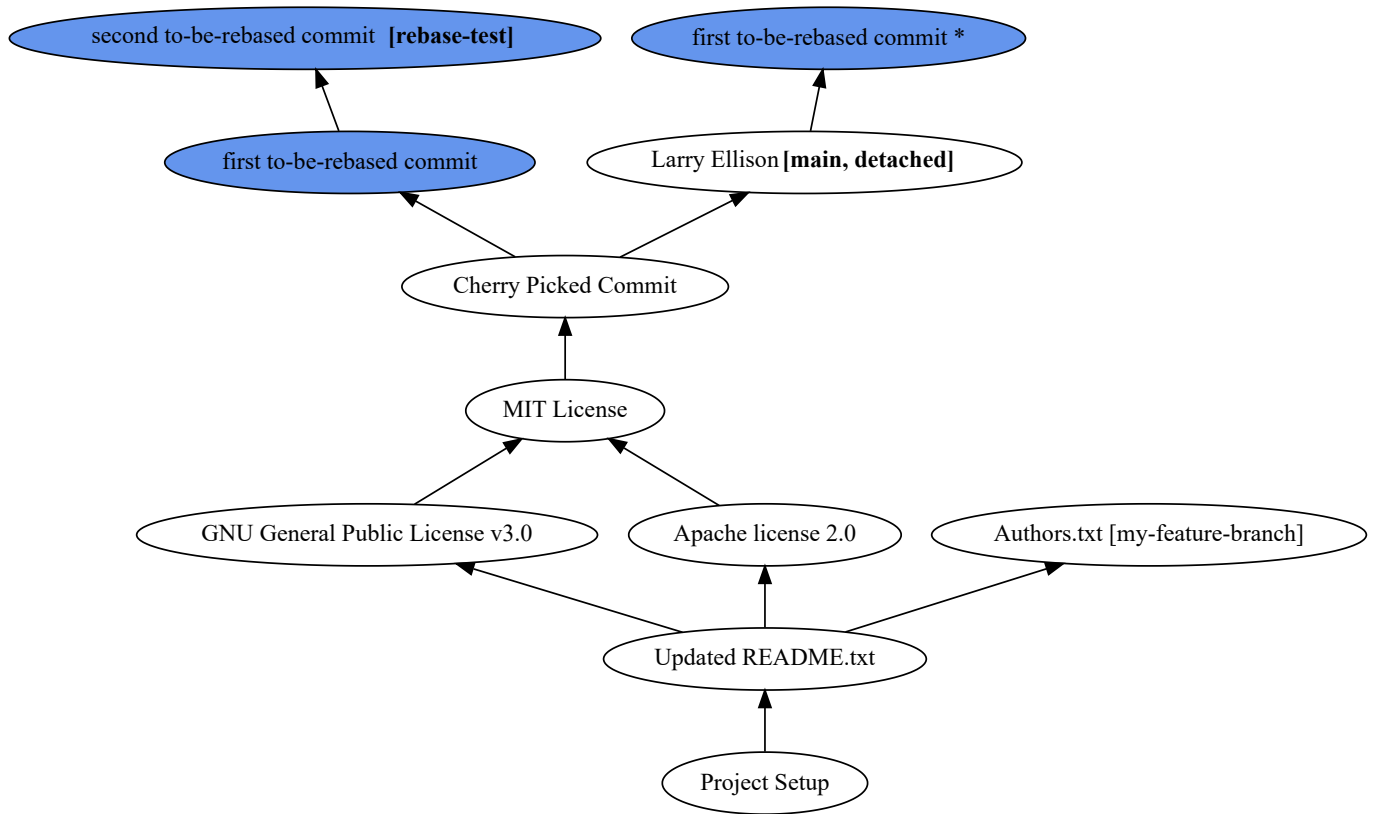 second to-be-rebased commit [rebase-test]
first to-be-rebased commit *
first to-be-rebased commit
Larry Ellison [main, detached]
Cherry Picked Commit
MIT License
GNU General Public License v3.0
Apache license 2.0
Authors.txt [my-feature-branch]
Updated README.txt
Project Setup